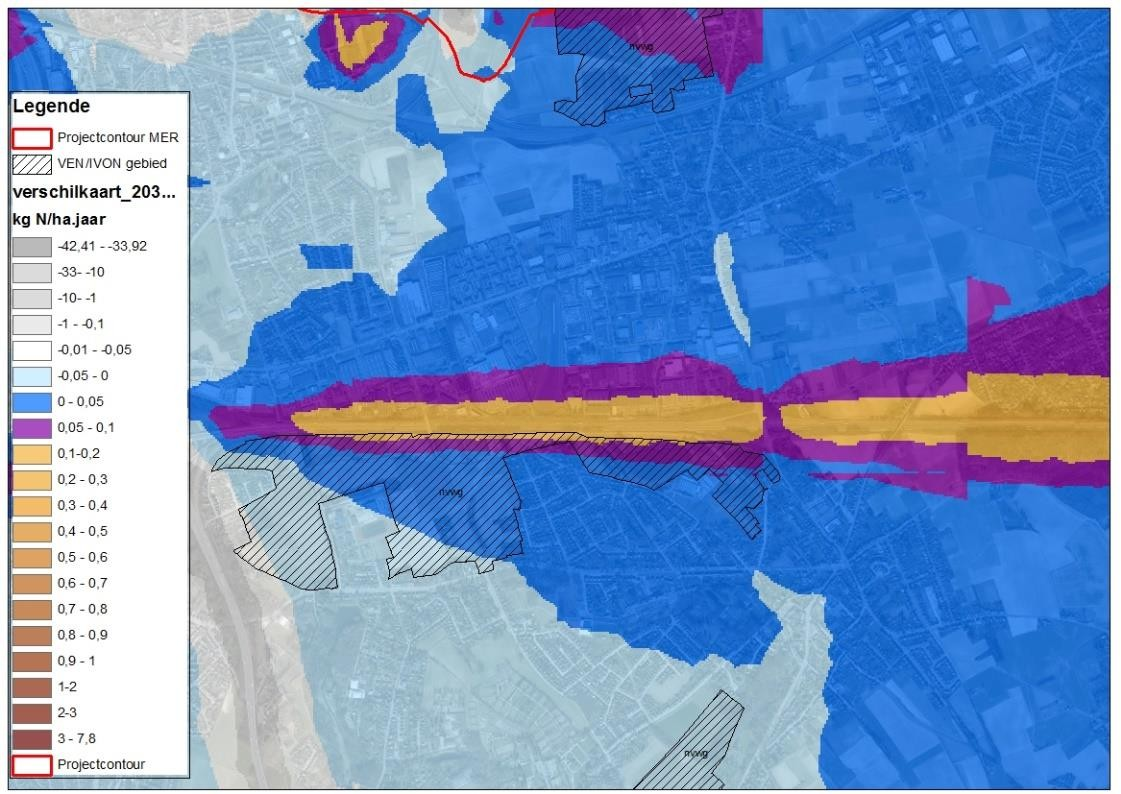 nvwg
Legende
Projectcontour MER
VEN/IVON gebied
verschilkaart_203...
kg N/ha.jaar
-42,41 - -33,92
-33- -10
-10- -1
-1 - -0,1
-0,01 - -0,05
-0,05 - 0
0 - 0,05
0,05 - 0,1
0,1-0,2
0,2 - 0,3
0,3 - 0,4
0,4 - 0,5
0,5 - 0,6
0,6 - 0,7
0,7 - 0,8
0,8 - 0,9
0,9 - 1
1-2
2-3
3 - 7,8
Projectcontour
nvwg
nvwg